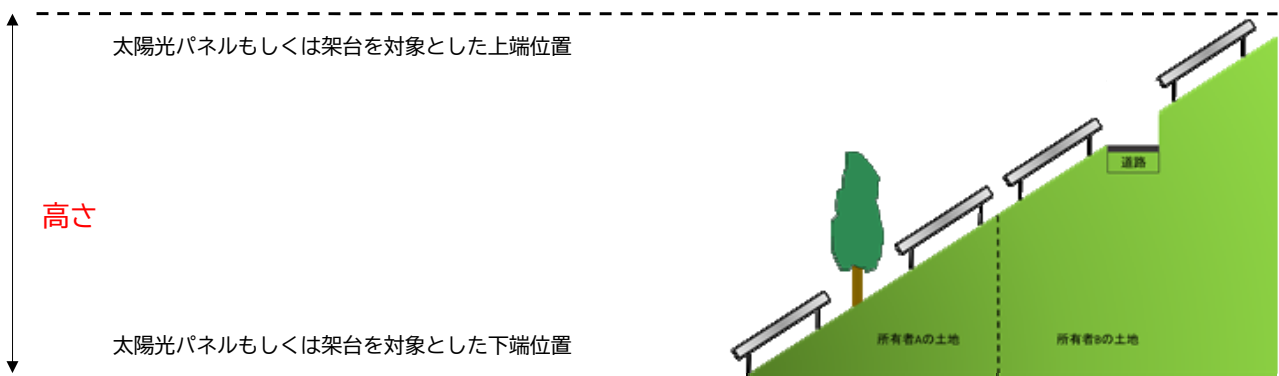 太陽光パネルもしくは架台を対象とした上端位置
道路
高さ
所有者Aの土地
所有者Bの土地
太陽光パネルもしくは架台を対象とした下端位置